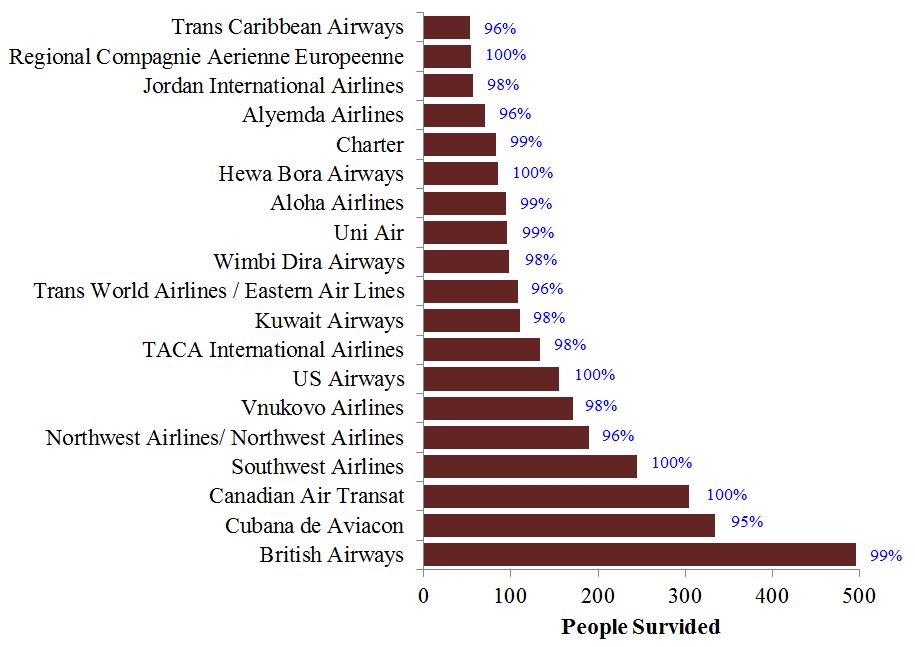 Trans Caribbean Airways 96%
Regional Compagnie Aerienne Europeenne 100%
Jordan International Airlines 98%
Alyemda Airlines 96%
Charter 99%
Hewa Bora Airways 100%
Aloha Airlines 99%
Uni Air 99%
Wimbi Dira Airways 98%
Trans World Airlines / Eastern Air Lines 96%
Kuwait Airways 98%
TACA International Airlines 98%
US Airways 100%
Vnukovo Airlines 98%
Northwest Airlines/ Northwest Airlines 96%
Southwest Airlines 100%
Canadian Air Transat 100%
Cubana de Aviacon 95%
British Airways 99%
0 100 200 300 400 500
People Survided